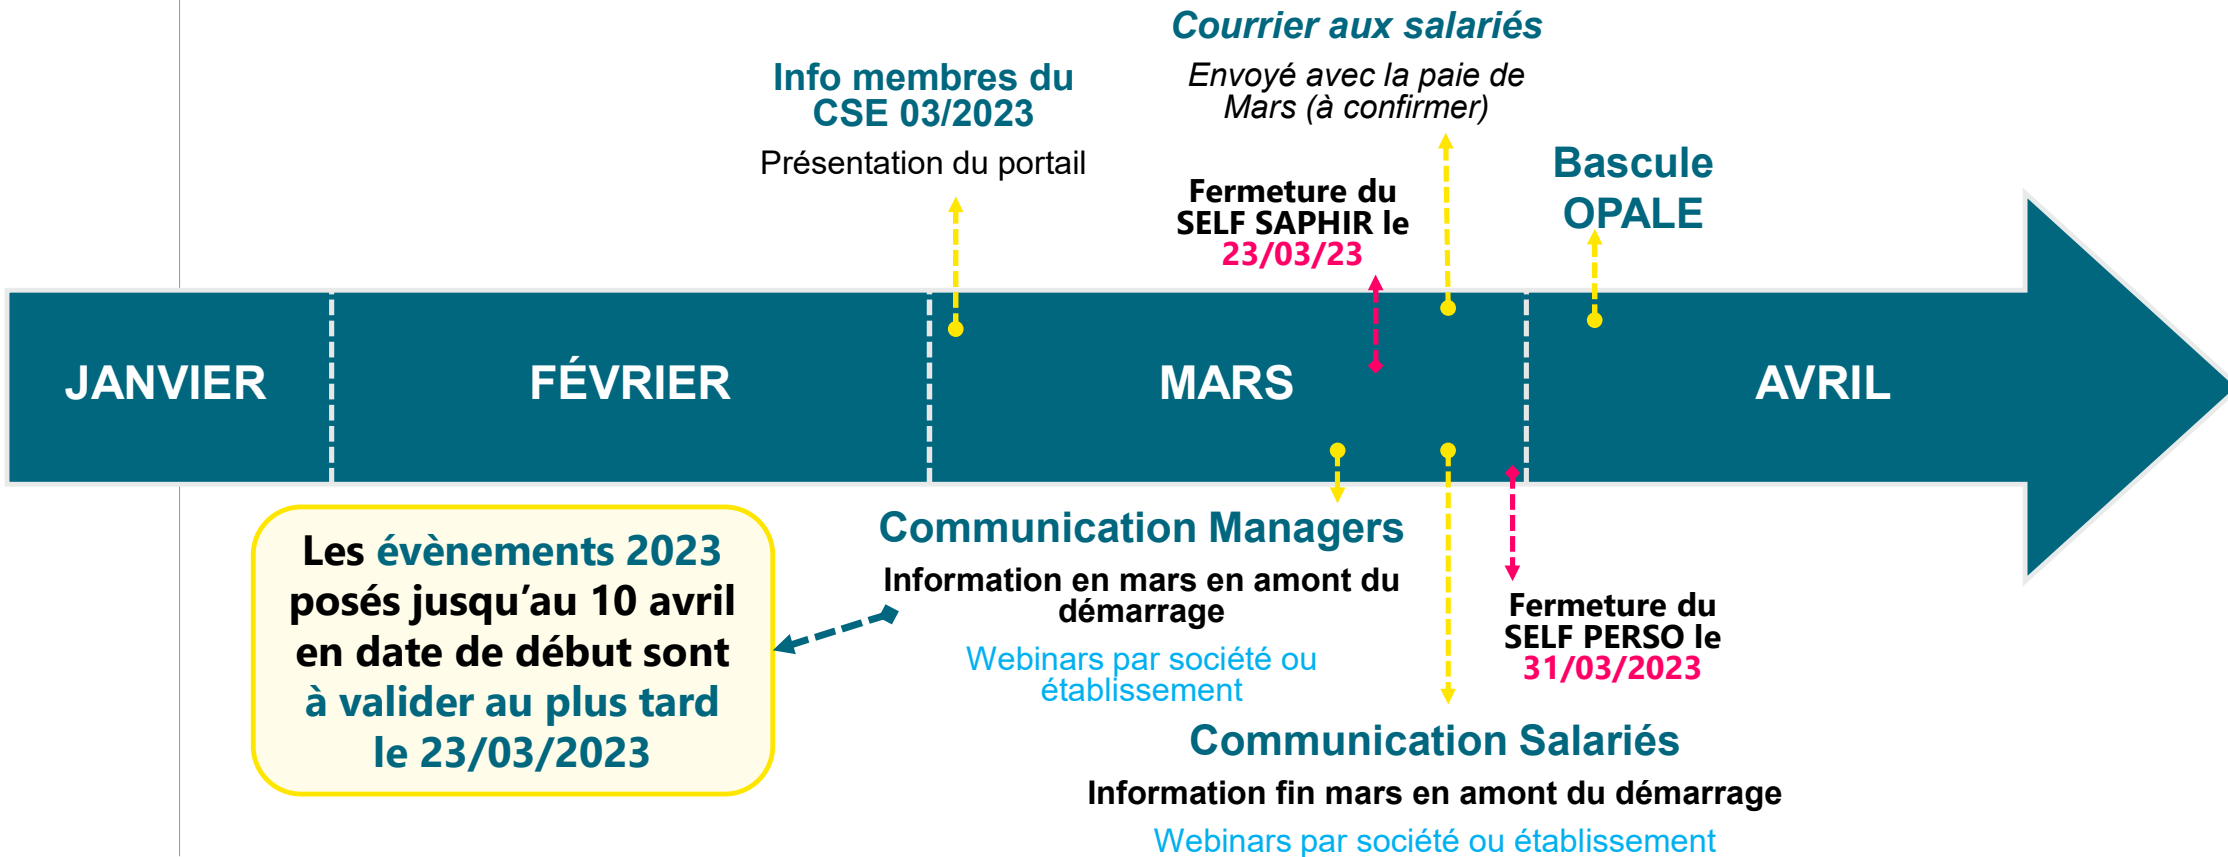 Courrier aux salariés
Envoyé avec la paie de
Mars (à confirmer)
Info membres du
CSE 03/2023
Présentation du portail
Fermeture du
SELF SAPHIR le
23/03/23
Bascule
OPALE
JANVIER
FÉVRIER
MARS
AVRIL
Les évènements 2023
posés jusqu’au 10 avril
en date de début sont
à valider au plus tard
le 23/03/2023
Communication Managers
Information en mars en amont du
démarrage
Webinars par société ou
établissement
Fermeture du
SELF PERSO le
31/03/2023
Communication Salariés
Information fin mars en amont du démarrage
Webinars par société ou établissement